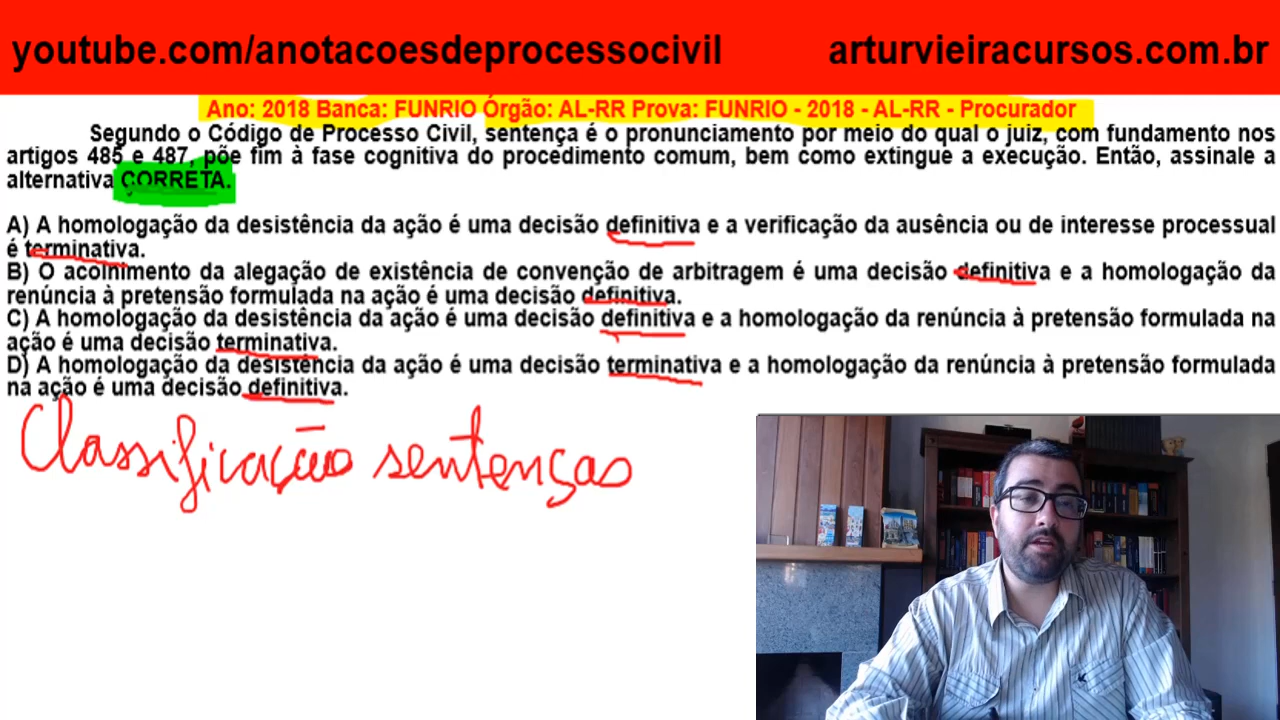 youtube.com/anotacoesdeprocessocivil arturvieiracursos.com.br
Ano: 2018 Banca: FUNRIO Órgão: AL-RR Prova: FUNRIO - 2018 - AL-RR - Procurador
Segundo o Código de Processo Civil, sentença é o pronunciamento por meio do qual o juiz, com fundamento nos
artigos 485 e 487, põe fim à fase cognitiva do procedimento comum, bem como extingue a execução. Então, assinale a
alternativa CORRETA.
A) A homologação da desistência da ação é uma decisão definitiva e a verificação da ausência ou de interesse processual
é terminativa.
B) O acolhimento da alegação de existência de convenção de arbitragem é uma decisão definitiva e a homologação da
renúncia à pretensão formulada na ação é uma decisão definitiva.
C) A homologação da desistência da ação é uma decisão definitiva e a homologação da renúncia à pretensão formulada na
ação é uma decisão terminativa.
D) A homologação da desistência da ação é uma decisão terminativa e a homologação da renúncia à pretensão formulada
na ação é uma decisão definitiva.
Classificação sentenças